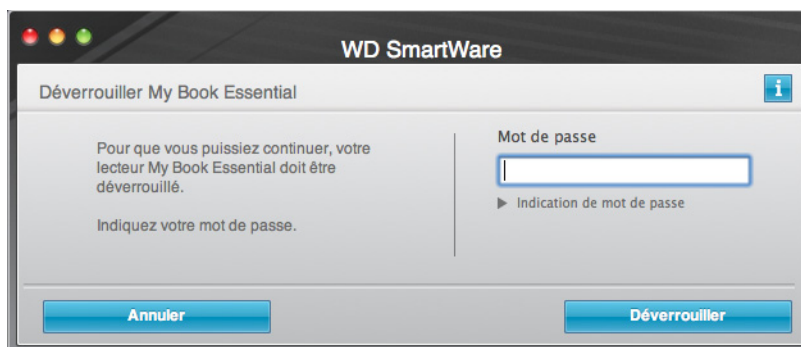 WD SmartWare
Déverrouiller My Book Essential
i
Pour que vous puissiez continuer, votre
lecteur My Book Essential doit être
déverrouillé.
Indiquez votre mot de passe.
Mot de passe
Indication de mot de passe
Annuler
Déverrouiller